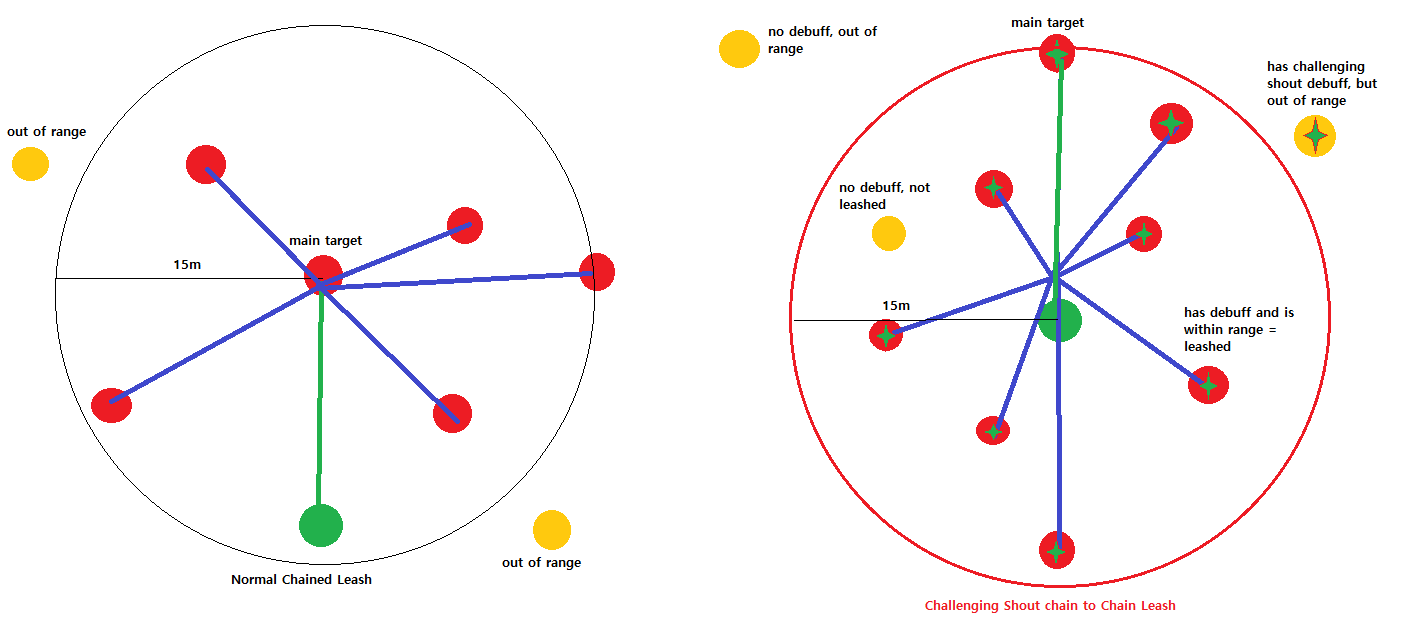 out of range
main target
15m
out of range
Normal Chained Leash
no debuff, out of
range
main target
has challenging
shout debuff, but
out of range
no debuff, not
leashed
15m
has debuff and is
within range =
leashed
Challenging Shout chain to Chain Leash